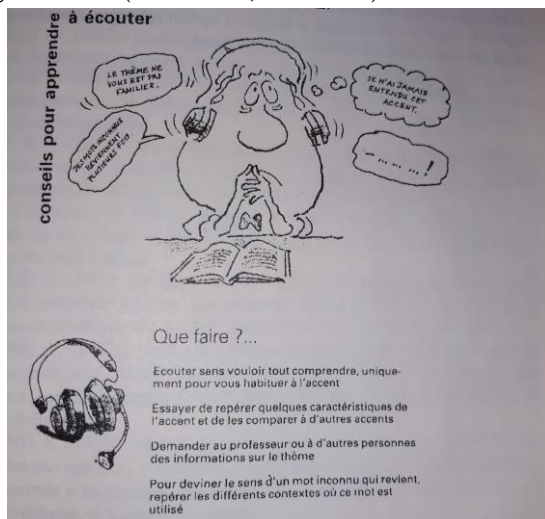 conseils pour apprendre
à écouter
LE THÈME NE
VOUS EST PAS
FAMILIER.
DES MOTS INCONNUS
REVIENNENT
PLUSIEURS FOIS.
JE N'AI JAMAIS
ENTENDU CET
ACCENT.
– ... ... ... !
Que faire ?...
Ecouter sans vouloir tout comprendre, unique-
ment pour vous habituer à l'accent
Essayer de repérer quelques caractéristiques de
l'accent et de les comparer à d'autres accents
Demander au professeur ou à d'autres personnes
des informations sur le thème
Pour deviner le sens d'un mot inconnu qui revient,
repérer les différents contextes où ce mot est
utilisé